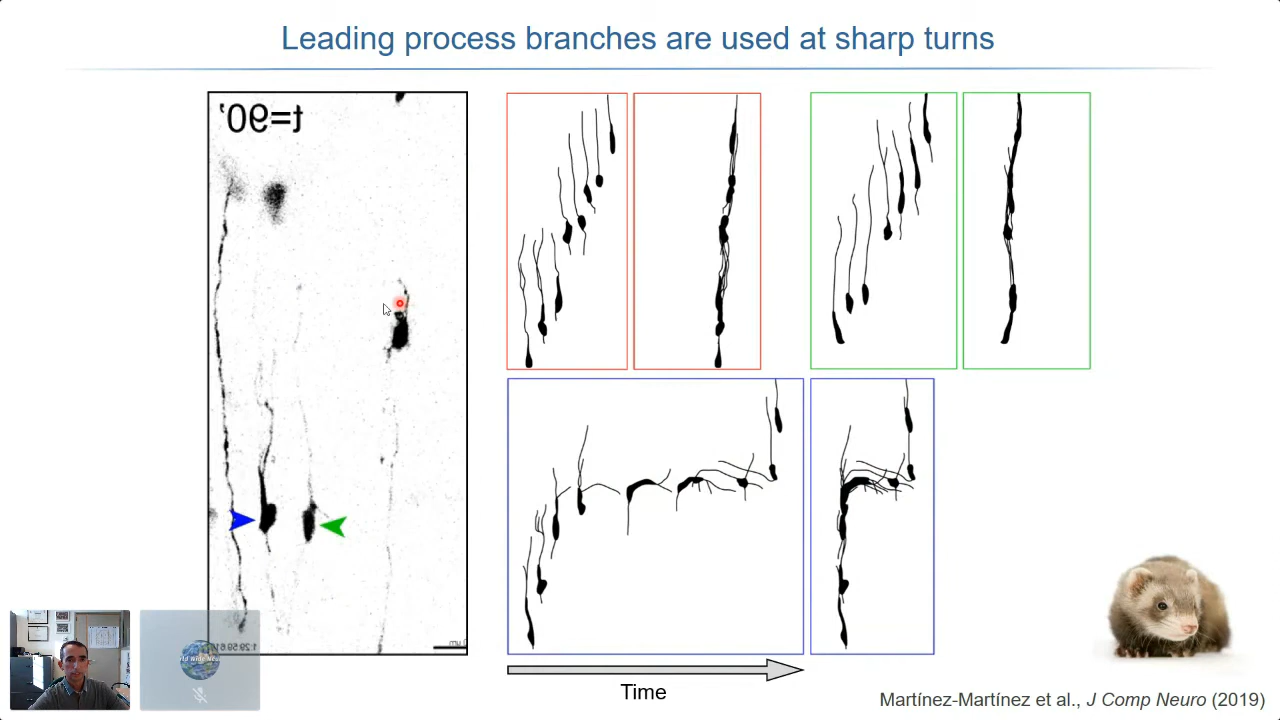 Leading process branches are used at sharp turns
t=90'
Time
Martínez-Martínez et al., J Comp Neuro (2019)